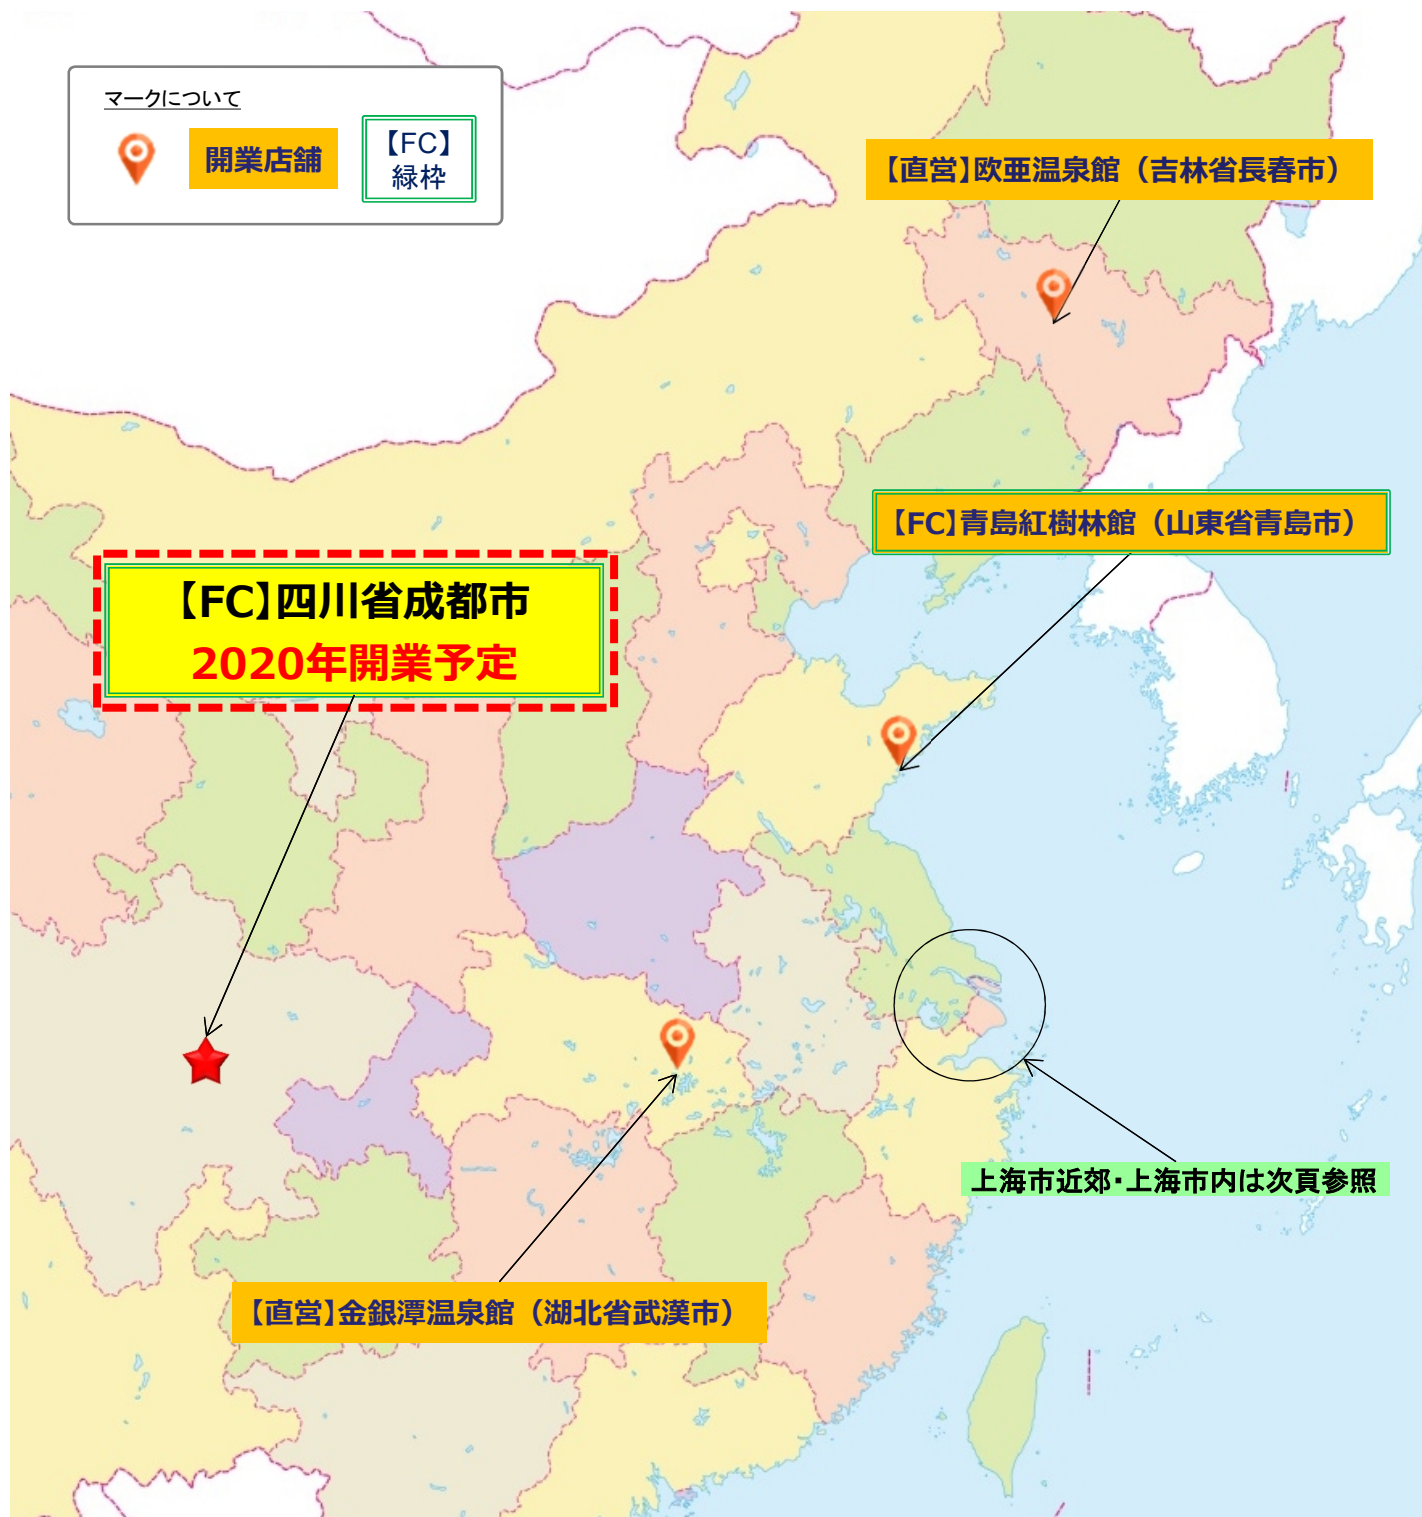 マークについて
開業店舗
【FC】
緑枠
【直営】欧亜温泉館（吉林省長春市）
【FC】青島紅樹林館（山東省青島市）
【FC】四川省成都市
2020年開業予定
上海市近郊・上海市内は次頁参照
【直営】金銀潭温泉館（湖北省武漢市）